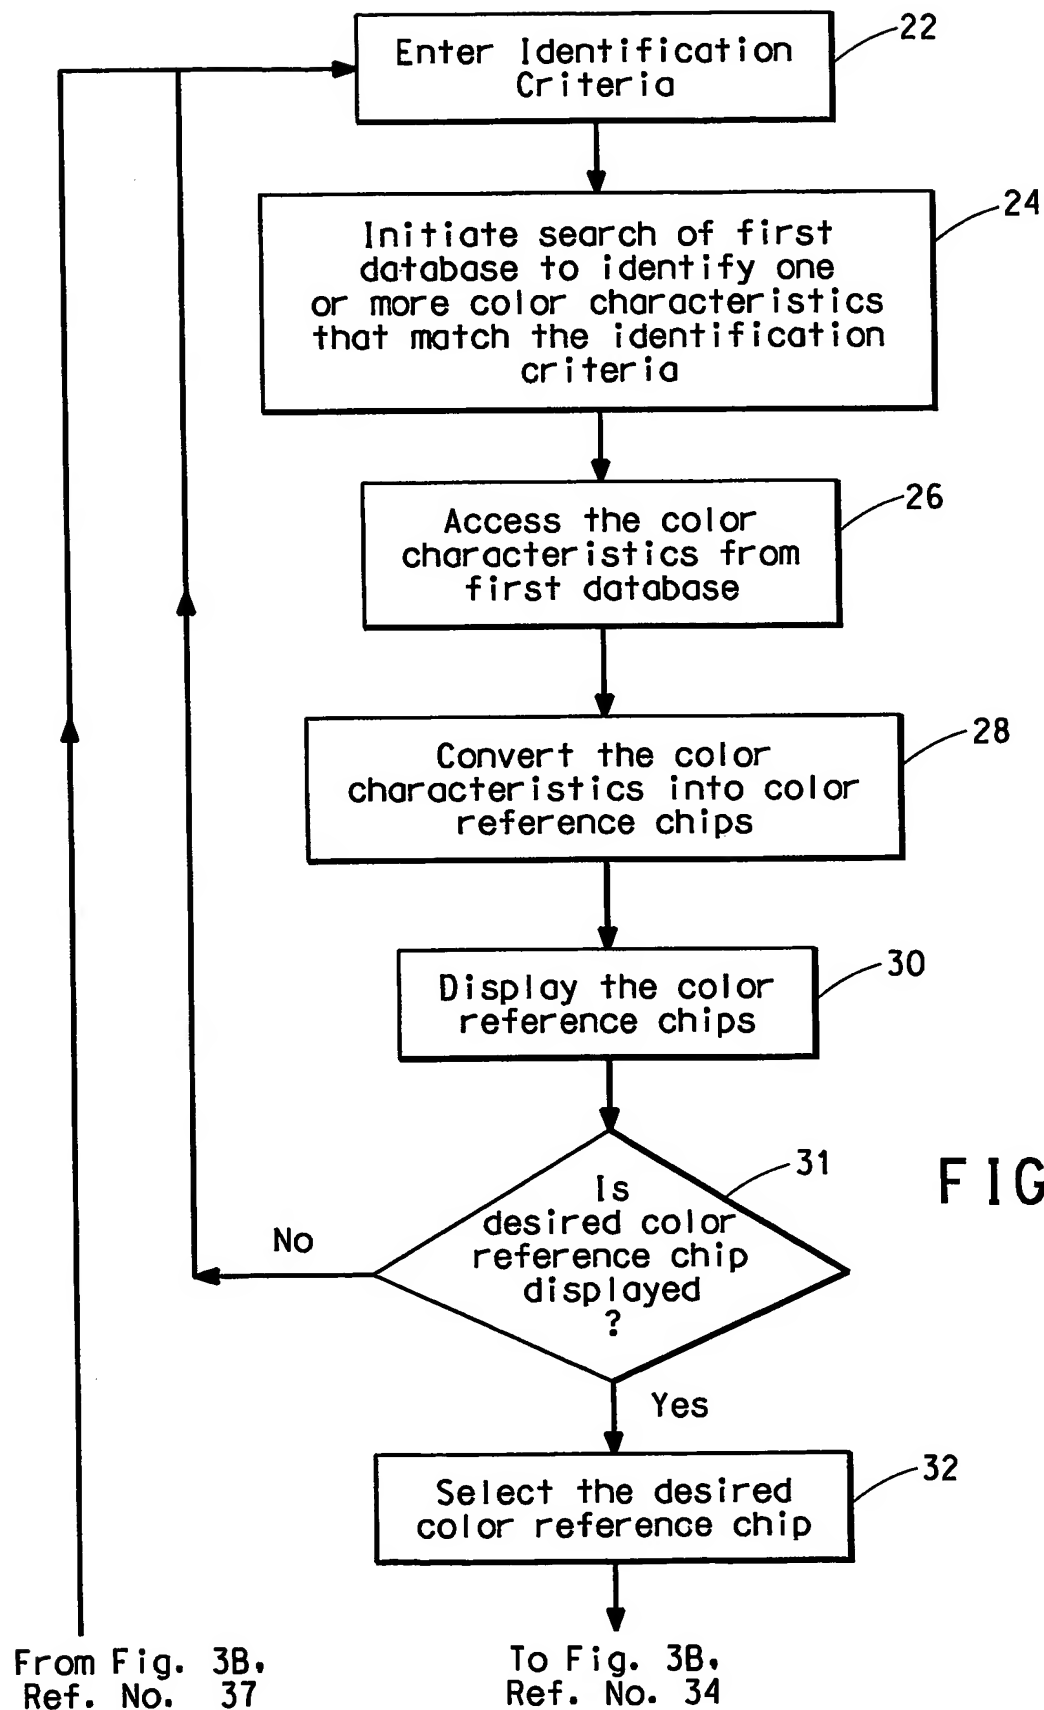 Enter Identification
Criteria
22
Initiate search of first
database to identify one
or more color characteristics
that match the identification
criteria
24
Access the color
characteristics from
first database
26
Convert the color
characteristics into color
reference chips
28
Display the color
reference chips
30
Is
desired color
reference chip
displayed
?
31
FIG
No
Yes
Select the desired
color reference chip
32
From Fig. 3B,
Ref. No. 37
To Fig. 3B,
Ref. No. 34